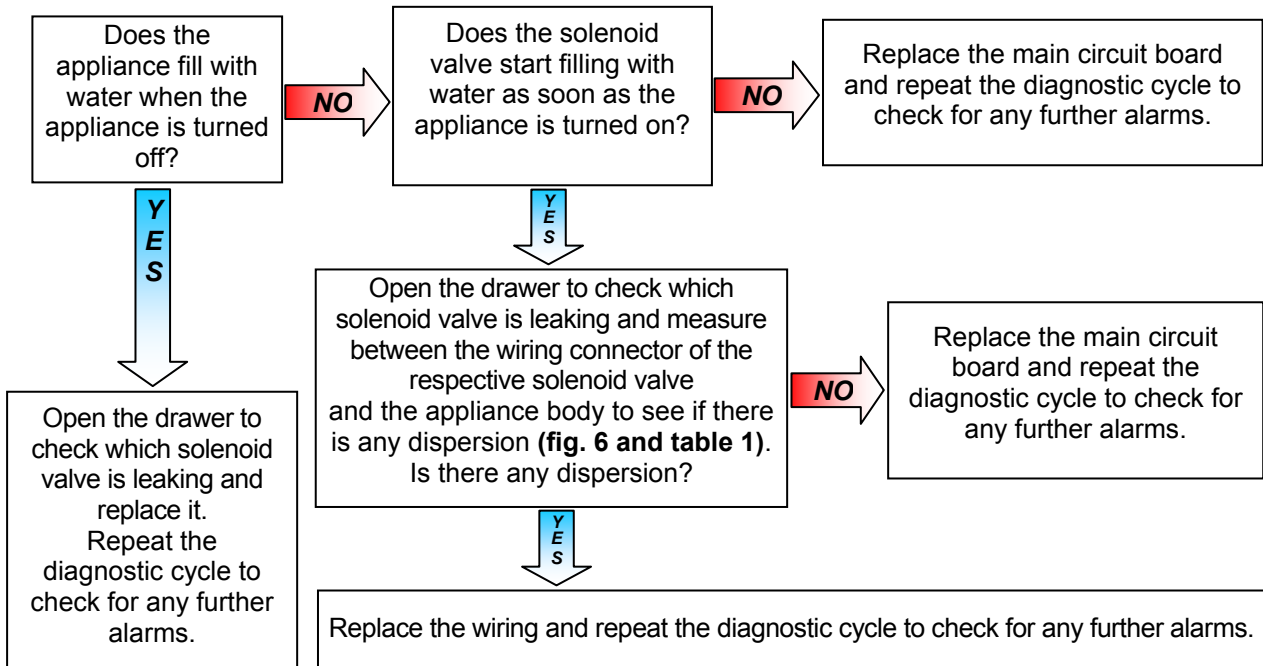 Does the
appliance fill with
water when the
appliance is turned
off?
NO
Does the solenoid
valve start filling with
water as soon as the
appliance is turned on?
NO
Replace the main circuit board
and repeat the diagnostic cycle to
check for any further alarms.
YES
YES
Open the drawer to
check which solenoid
valve is leaking and
replace it.
Repeat the
diagnostic cycle to
check for any further
alarms.
Open the drawer to check which
solenoid valve is leaking and measure
between the wiring connector of the
respective solenoid valve
and the appliance body to see if there
is any dispersion (fig. 6 and table 1).
Is there any dispersion?
NO
Replace the main circuit
board and repeat the
diagnostic cycle to check for
any further alarms.
YES
Replace the wiring and repeat the diagnostic cycle to check for any further alarms.